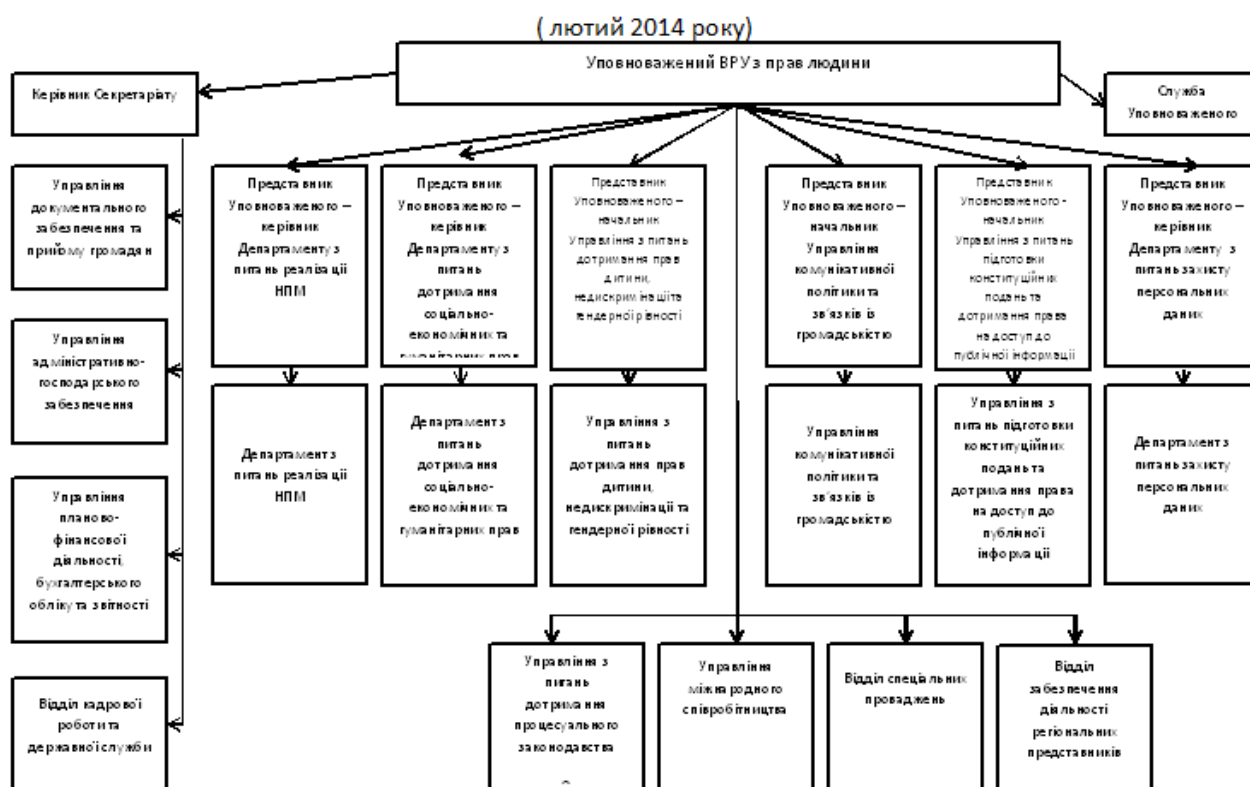 ( лютий 2014 року)
Уповноважений ВРУ з прав людини
Керівник Секретаріату
Служба
Уповноваженого
Управління
документального
забезпечення та
прийому громадян
Управління
адміністративно-
господарського
забезпечення
Управління
планово-
фінансової
діяльності,
бухгалтерського
обліку та звітності
Відділ кадрової
роботи та
державної служби
Представник
Уповноваженого –
керівник
Департаменту з
питань реалізації
НПМ
Представник
Уповноваженого –
керівник
Департаменту з
питань
дотримання
соціально-
економічних та
гуманітарних прав
Представник
Уповноваженого –
начальник
Управління з питань
дотримання прав
дитини,
недискримінації та
гендерної рівності
Представник
Уповноваженого –
начальник
Управління
комунікативної
політики та
зв'язків із
громадськістю
Представник
Уповноваженого -
начальник
Управління з питань
підготовки
конституційних
подань та
дотримання права
на доступ до
публічної інформації
Представник
Уповноваженого –
керівник
Департаменту з
питань захисту
персональних
даних
Департамент з
питань реалізації
НПМ
Департамент з
питань
дотримання
соціально-
економічних та
гуманітарних прав
Управління з
питань
дотримання прав
дитини,
недискримінації та
гендерної рівності
Управління
комунікативної
політики та
зв'язків із
громадськістю
Управління з
питань підготовки
конституційних
подань та
дотримання права
на доступ до
публічної
інформації
Департамент з
питань захисту
персональних
даних
Управління з
питань
дотримання
процесуального
законодавства
Управління
міжнародного
співробітництва
Відділ спеціальних
проваджень
Відділ
забезпечення
діяльності
регіональних
представників